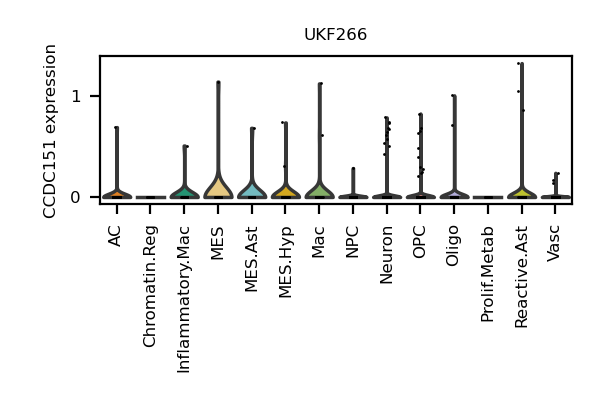 UKF266
CCDC151 expression
1
0
AC
Chromatin.Reg
Inflammatory.Mac
MES
MES.Ast
MES.Hyp
Mac
NPC
Neuron
OPC
Oligo
Prolif.Metab
Reactive.Ast
Vasc